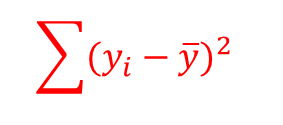 ∑(yᵢ − ȳ)²